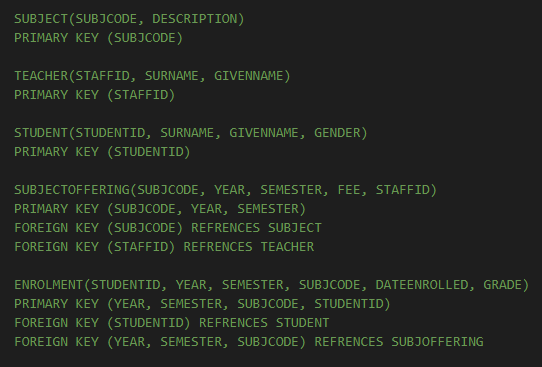 SUBJECT(SUBJCODE, DESCRIPTION)
PRIMARY KEY (SUBJCODE)
TEACHER(STAFFID, SURNAME, GIVENNAME)
PRIMARY KEY (STAFFID)
STUDENT(STUDENTID, SURNAME, GIVENNAME, GENDER)
PRIMARY KEY (STUDENTID)
SUBJECTOFFERING(SUBJCODE, YEAR, SEMESTER, FEE, STAFFID)
PRIMARY KEY (SUBJCODE, YEAR, SEMESTER)
FOREIGN KEY (SUBJCODE) REFRENCES SUBJECT
FOREIGN KEY (STAFFID) REFRENCES TEACHER
ENROLMENT(STUDENTID, YEAR, SEMESTER, SUBJCODE, DATEENROLLED, GRADE)
PRIMARY KEY (YEAR, SEMESTER, SUBJCODE, STUDENTID)
FOREIGN KEY (STUDENTID) REFRENCES STUDENT
FOREIGN KEY (YEAR, SEMESTER, SUBJCODE) REFRENCES SUBJOFFERING